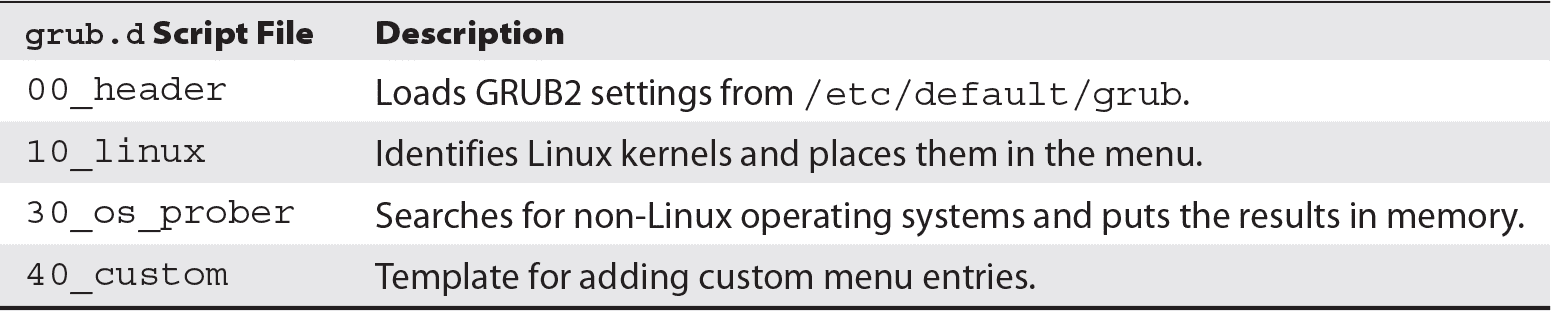 grub.d Script File Description
00_header Loads GRUB2 settings from /etc/default/grub.
10_linux Identifies Linux kernels and places them in the menu.
30_os_prober Searches for non-Linux operating systems and puts the results in memory.
40_custom Template for adding custom menu entries.